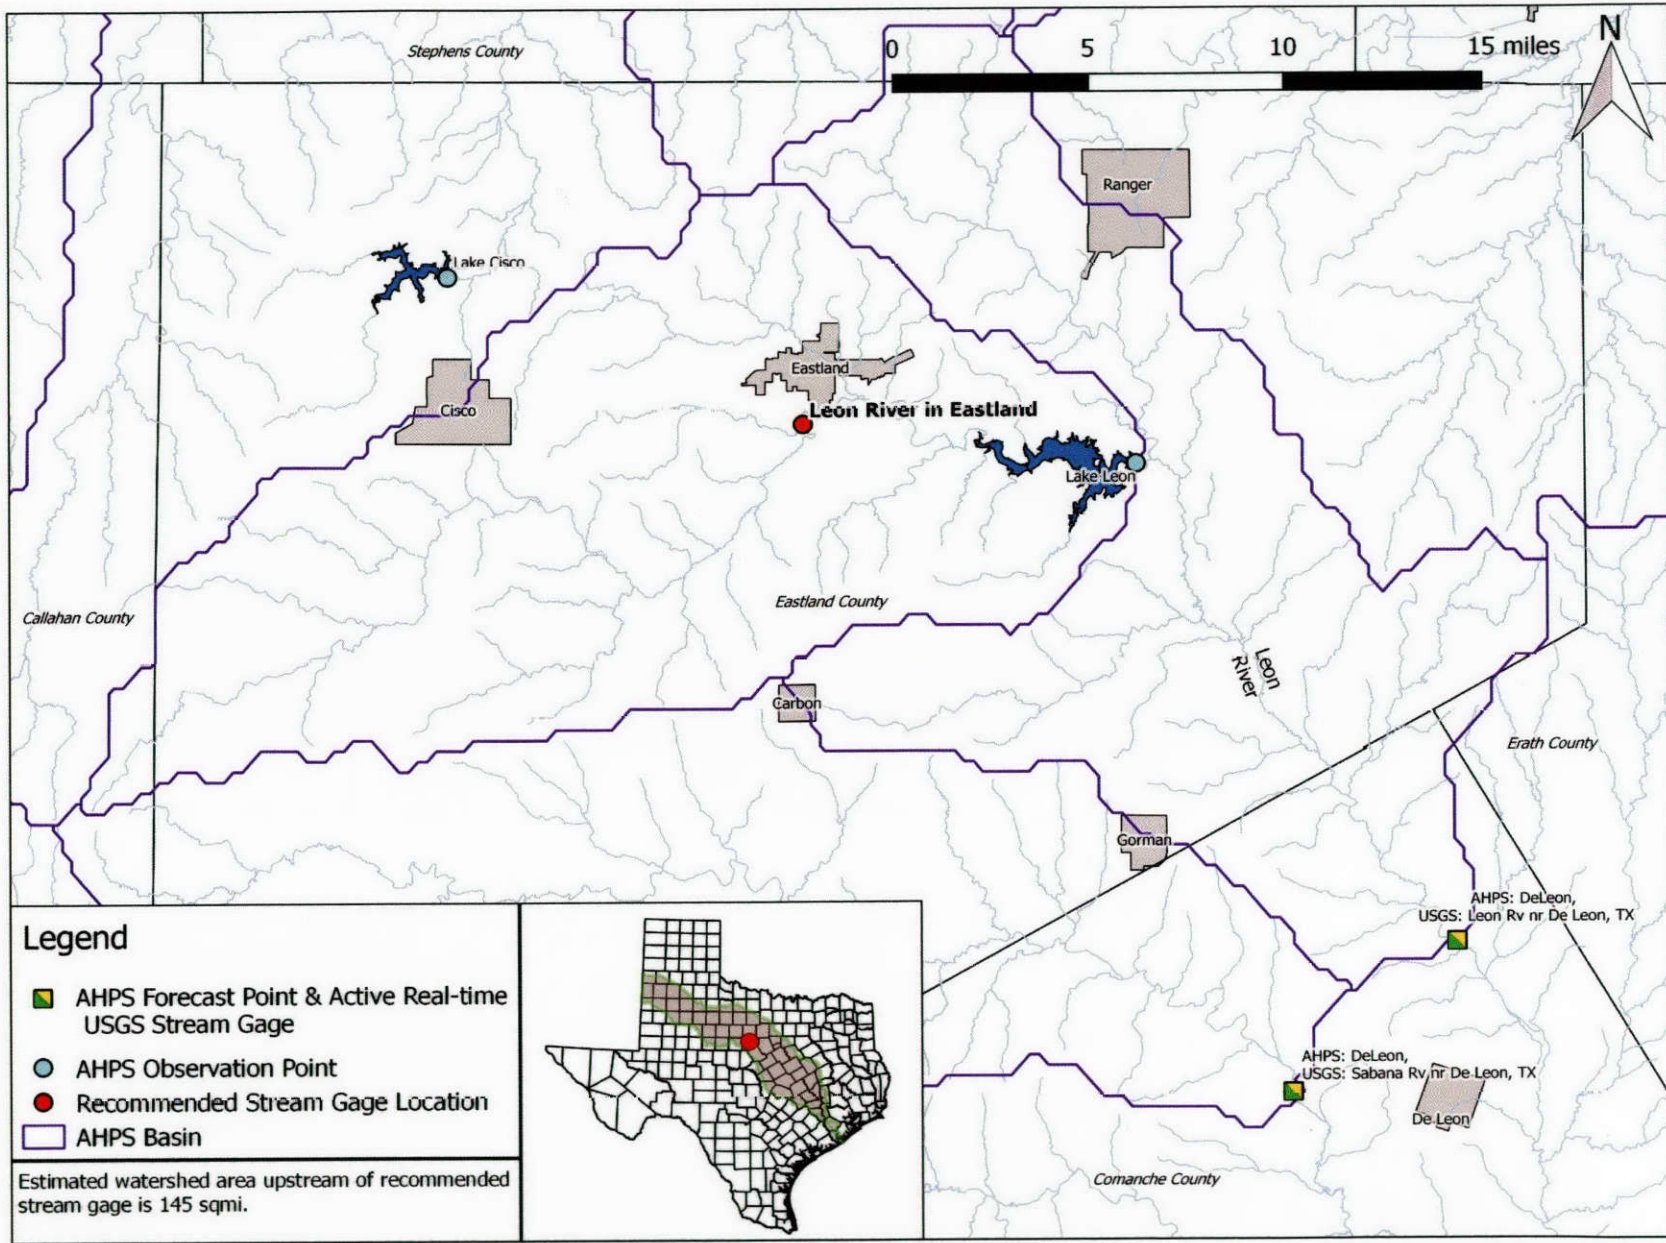 Stephens County
0 5 10 15 miles
N
Ranger
Lake Cisco
Eastland
Cisco
Leon River in Eastland
Lake Leon
Eastland County
Callahan County
Leon
River
Carbon
Erath County
Gorman
AHPS: DeLeon,
USGS: Leon Rv nr De Leon, TX
AHPS: DeLeon,
USGS: Sabana Rv nr De Leon, TX
De Leon
Comanche County
Legend
AHPS Forecast Point & Active Real-time
USGS Stream Gage
AHPS Observation Point
Recommended Stream Gage Location
AHPS Basin
Estimated watershed area upstream of recommended
stream gage is 145 sqmi.